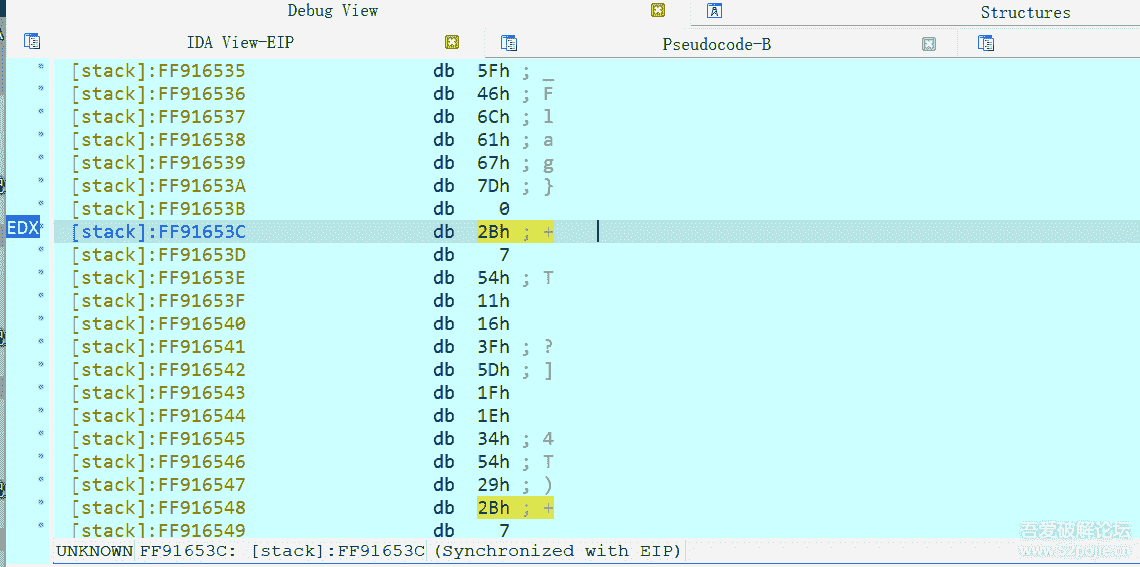 Debug View
Structures
IDA View-EIP
Pseudocode-B
[stack]:FF916535 db 5Fh ; _
[stack]:FF916536 db 46h ; F
[stack]:FF916537 db 6Ch ; l
[stack]:FF916538 db 61h ; a
[stack]:FF916539 db 67h ; g
[stack]:FF91653A db 7Dh ; }
[stack]:FF91653B db 0
EDX [stack]:FF91653C db 2Bh ; +
[stack]:FF91653D db 7
[stack]:FF91653E db 54h ; T
[stack]:FF91653F db 11h
[stack]:FF916540 db 16h
[stack]:FF916541 db 3Fh ; ?
[stack]:FF916542 db 5Dh ; ]
[stack]:FF916543 db 1Fh
[stack]:FF916544 db 1Eh
[stack]:FF916545 db 34h ; 4
[stack]:FF916546 db 54h ; T
[stack]:FF916547 db 29h ; )
[stack]:FF916548 db 2Bh ; +
[stack]:FF916549 db 7
UNKNOWN FF91653C: [stack]:FF91653C (Synchronized with EIP)
吾爱破解论坛
www.52pojie.cn